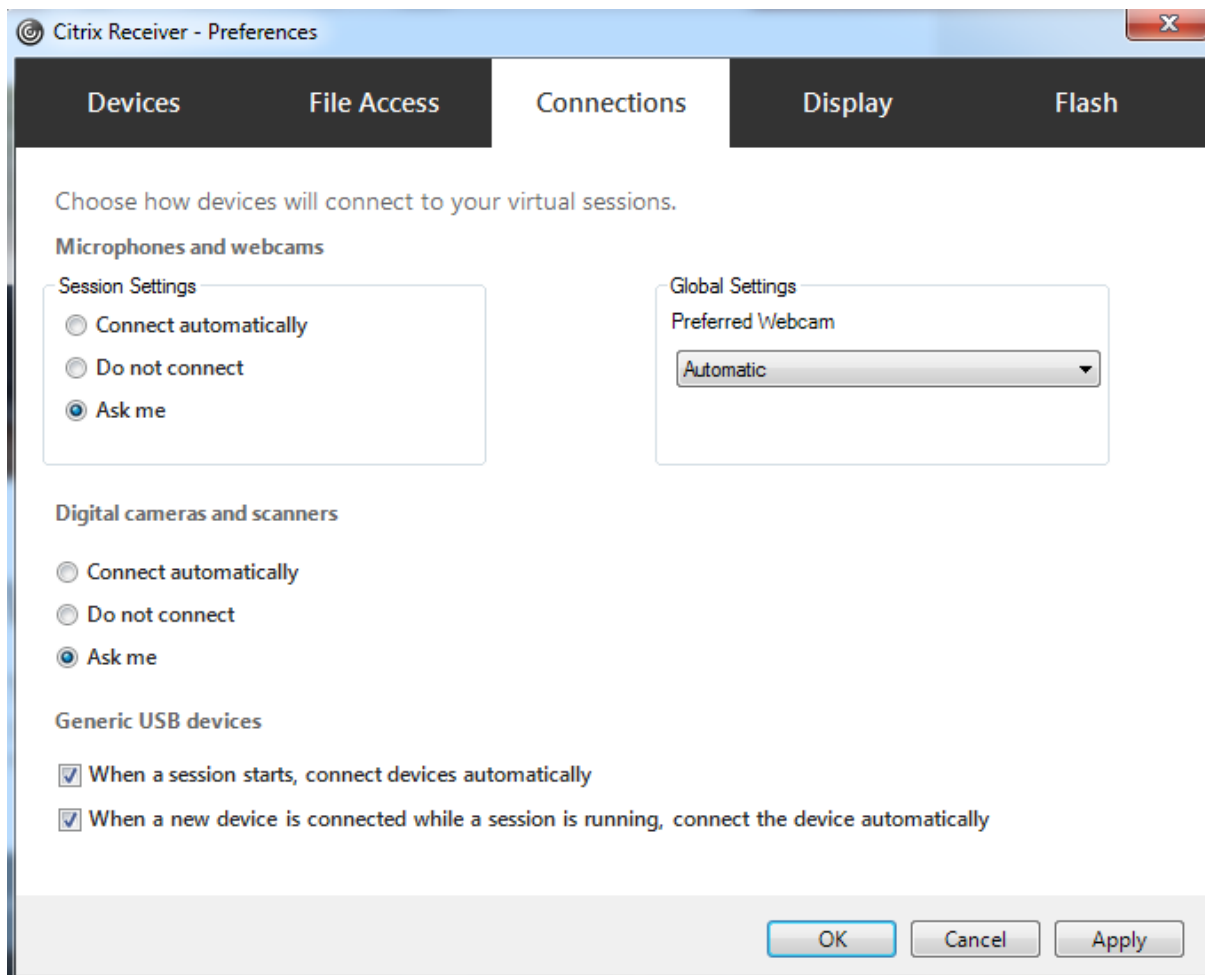 Citrix Receiver - Preferences
Devices File Access Connections Display Flash
Choose how devices will connect to your virtual sessions.
Microphones and webcams
Session Settings
Connect automatically
Do not connect
Ask me
Global Settings
Preferred Webcam
Automatic
Digital cameras and scanners
Connect automatically
Do not connect
Ask me
Generic USB devices
When a session starts, connect devices automatically
When a new device is connected while a session is running, connect the device automatically
OK Cancel Apply